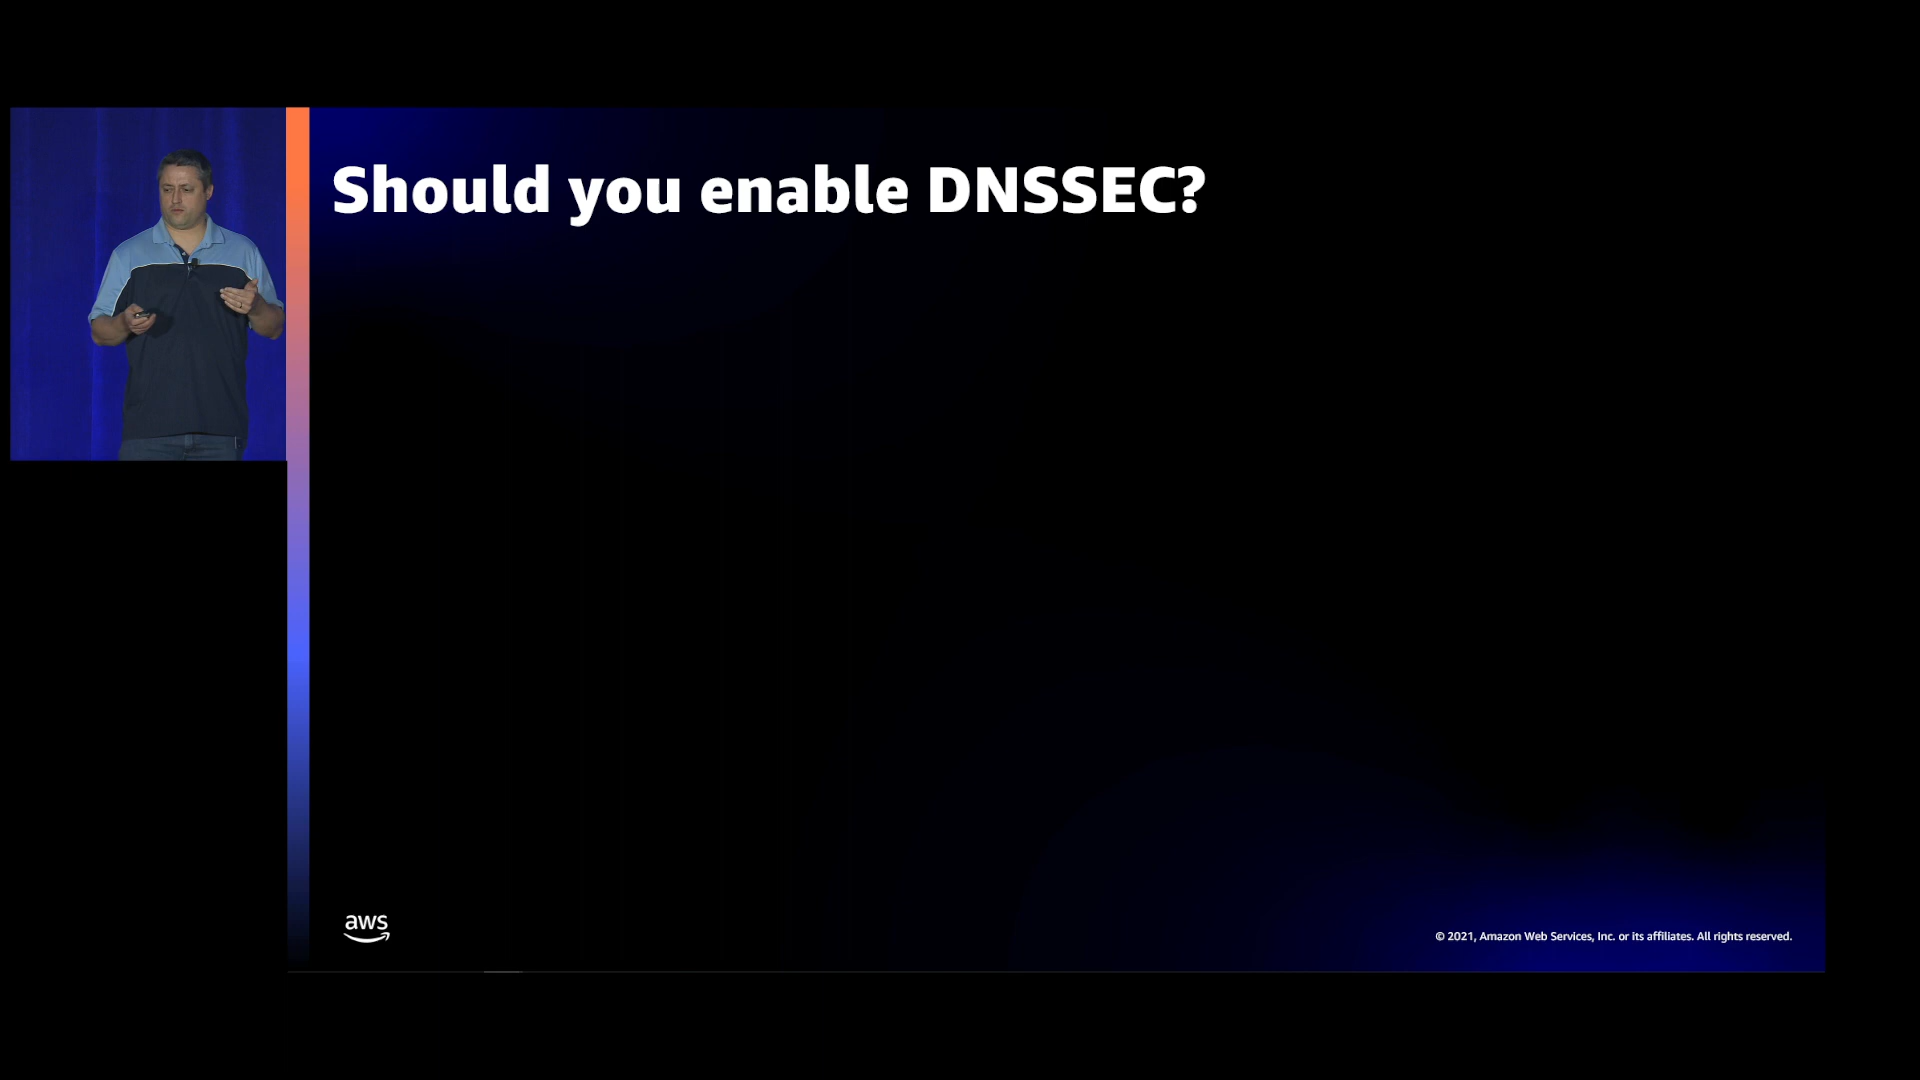 Should you enable DNSSEC?
aws
© 2021, Amazon Web Services, Inc. or its affiliates. All rights reserved.